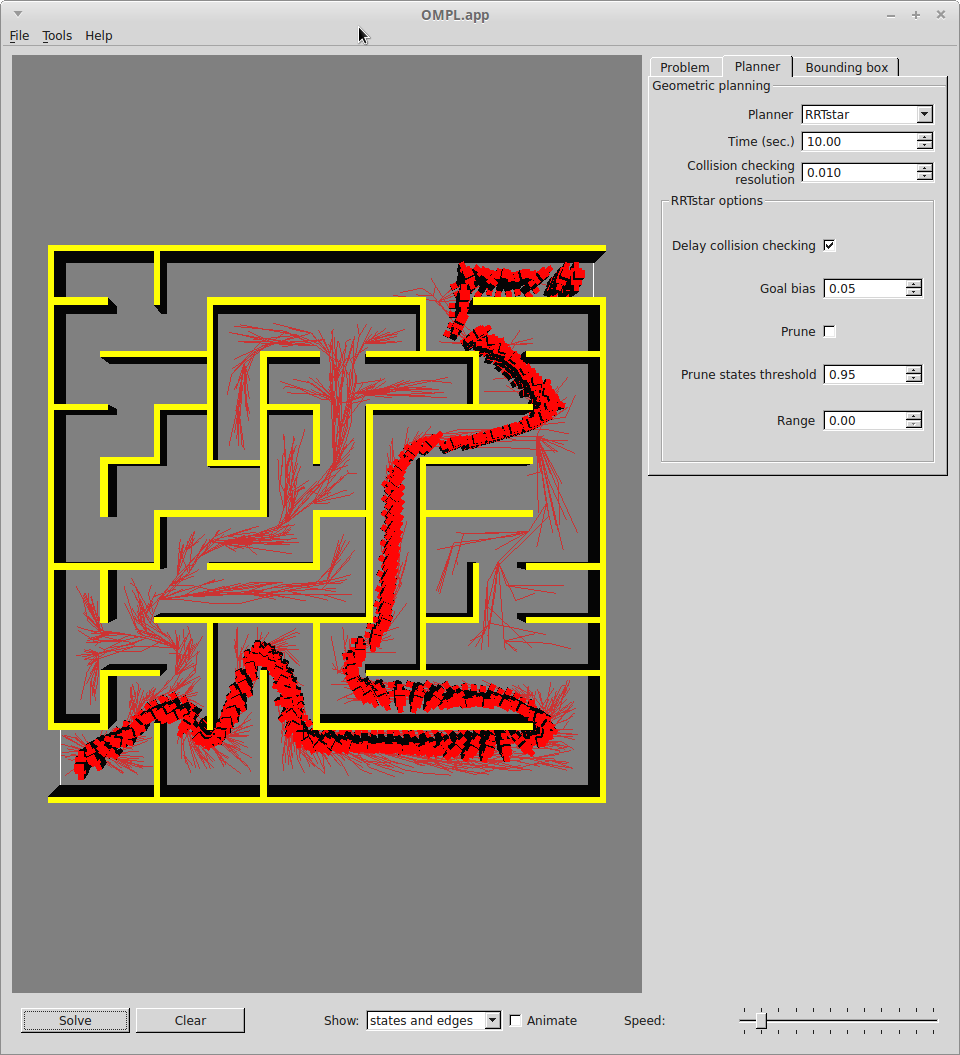 OMPL.app
File Tools Help
Problem Planner Bounding box
Geometric planning
Planner RRTstar
Time (sec.) 10.00
Collision checking
resolution 0.010
RRTstar options
Delay collision checking
Goal bias 0.05
Prune
Prune states threshold 0.95
Range 0.00
Solve Clear Show: states and edges Animate Speed: